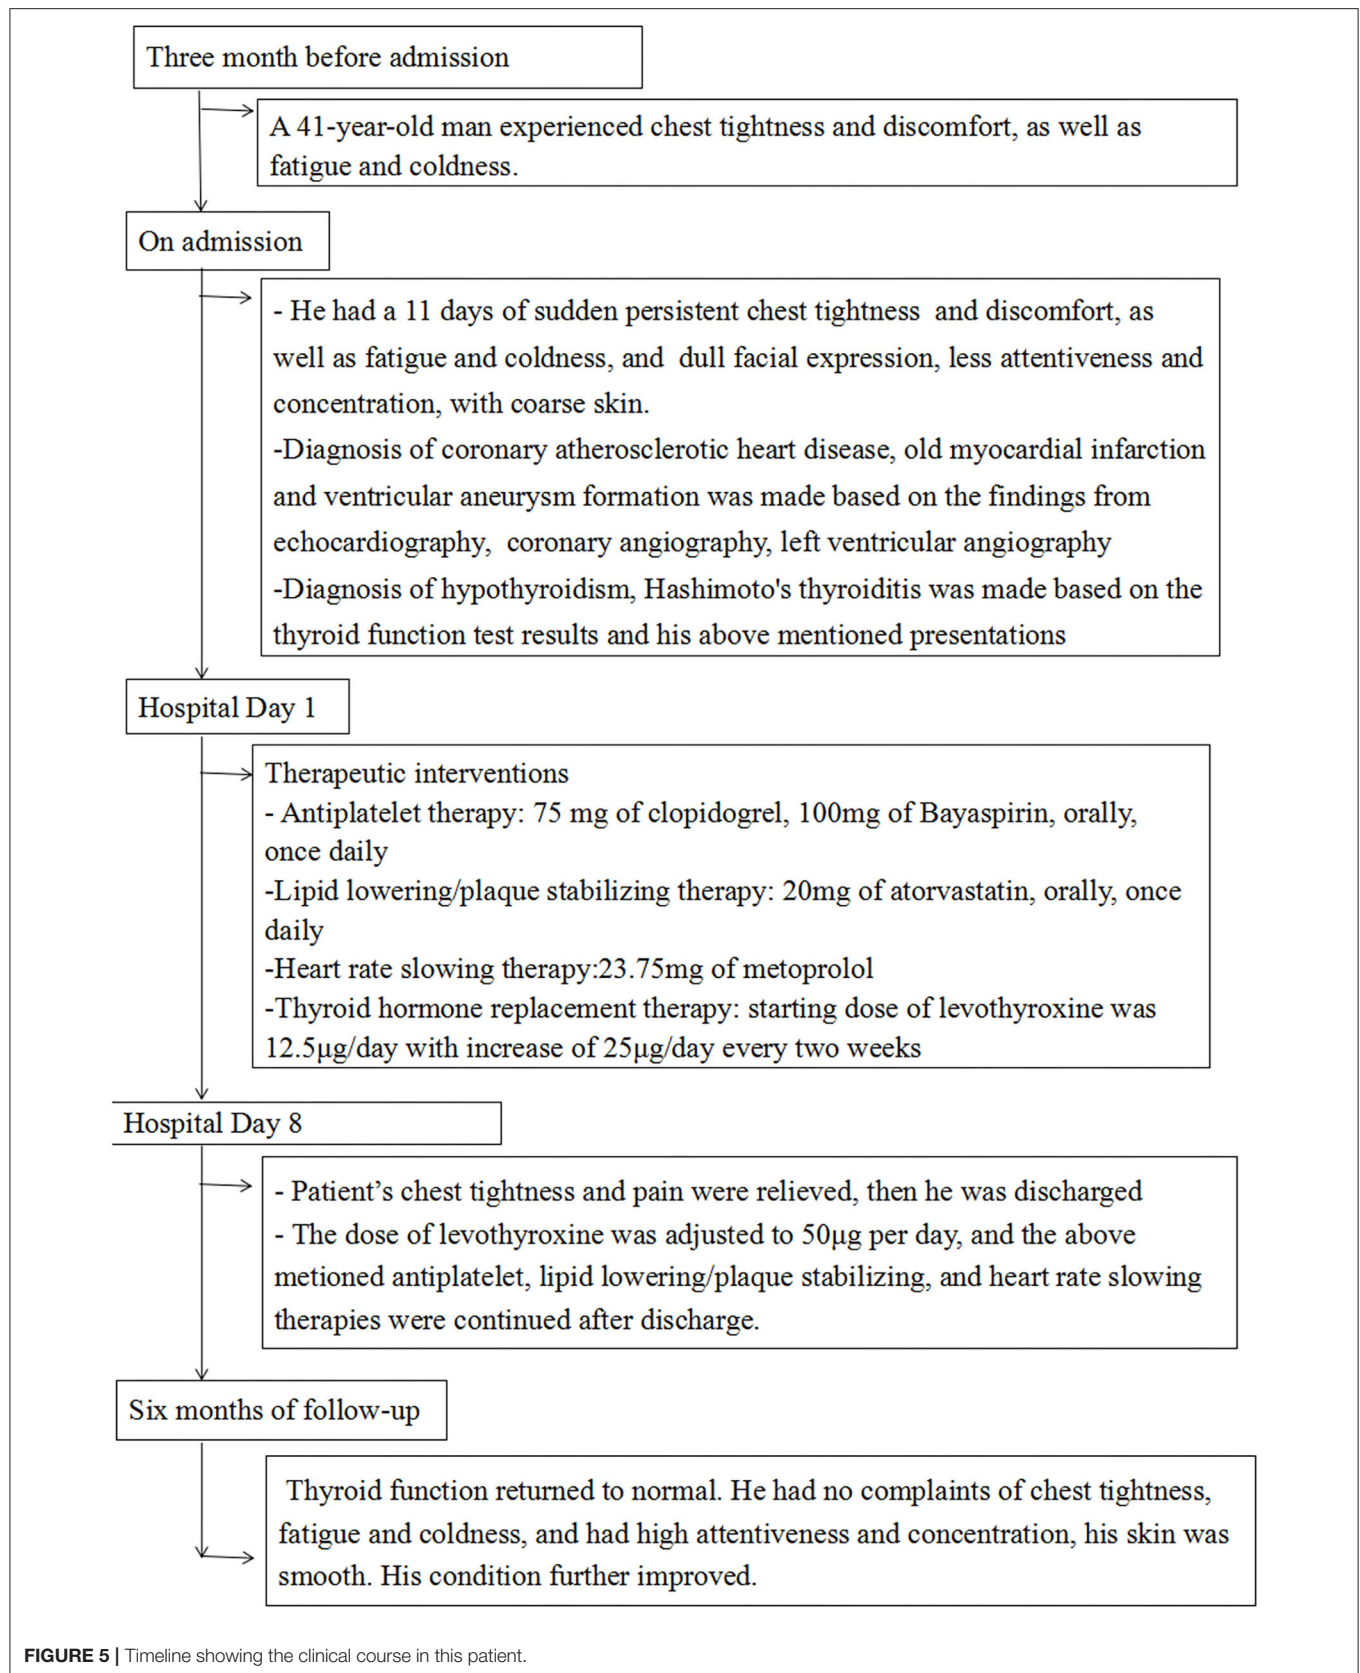 Three month before admission
A 41-year-old man experienced chest tightness and discomfort, as well as
fatigue and coldness.
On admission
- He had a 11 days of sudden persistent chest tightness and discomfort, as
well as fatigue and coldness, and dull facial expression, less attentiveness and
concentration, with coarse skin.
-Diagnosis of coronary atherosclerotic heart disease, old myocardial infarction
and ventricular aneurysm formation was made based on the findings from
echocardiography, coronary angiography, left ventricular angiography
-Diagnosis of hypothyroidism, Hashimoto's thyroiditis was made based on the
thyroid function test results and his above mentioned presentations
Hospital Day 1
Therapeutic interventions
- Antiplatelet therapy: 75 mg of clopidogrel, 100mg of Bayaspirin, orally,
once daily
-Lipid lowering/plaque stabilizing therapy: 20mg of atorvastatin, orally, once
daily
-Heart rate slowing therapy:23.75mg of metoprolol
-Thyroid hormone replacement therapy: starting dose of levothyroxine was
12.5μg/day with increase of 25μg/day every two weeks
Hospital Day 8
- Patient’s chest tightness and pain were relieved, then he was discharged
- The dose of levothyroxine was adjusted to 50μg per day, and the above
metioned antiplatelet, lipid lowering/plaque stabilizing, and heart rate slowing
therapies were continued after discharge.
Six months of follow-up
Thyroid function returned to normal. He had no complaints of chest tightness,
fatigue and coldness, and had high attentiveness and concentration, his skin was
smooth. His condition further improved.
FIGURE 5 | Timeline showing the clinical course in this patient.